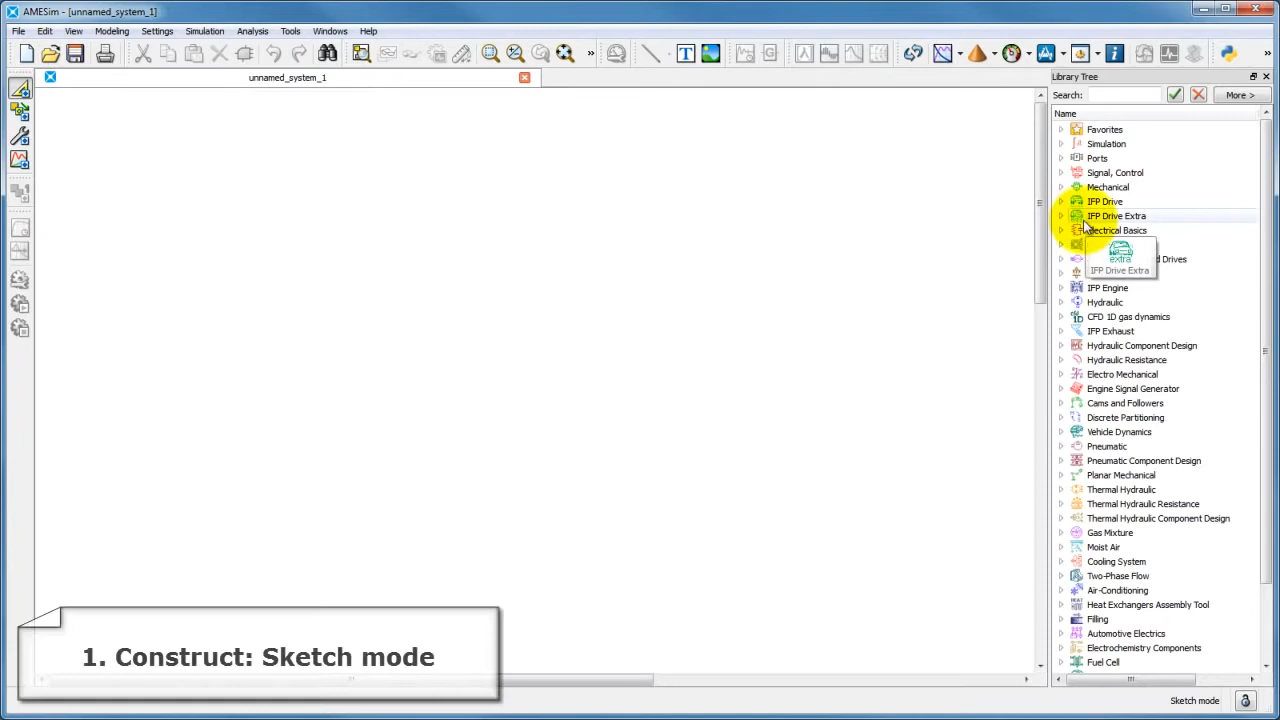 AMESim - [unnamed_system_1]
File Edit View Modeling Settings Simulation Analysis Tools Windows Help
unnamed_system_1
Library Tree
Search: More >
Name
Favorites
Simulation
Ports
Signal, Control
Mechanical
IFP Drive
IFP Drive Extra
Electrical Basics
extra
IFP Drive Extra
d Drives
IFP Engine
Hydraulic
CFD 1D gas dynamics
IFP Exhaust
Hydraulic Component Design
Hydraulic Resistance
Electro Mechanical
Engine Signal Generator
Cams and Followers
Discrete Partitioning
Vehicle Dynamics
Pneumatic
Pneumatic Component Design
Planar Mechanical
Thermal Hydraulic
Thermal Hydraulic Resistance
Thermal Hydraulic Component Design
Gas Mixture
Moist Air
Cooling System
Two-Phase Flow
Air-Conditioning
Heat Exchangers Assembly Tool
Filling
Automotive Electrics
Electrochemistry Components
Fuel Cell
1. Construct: Sketch mode
Sketch mode